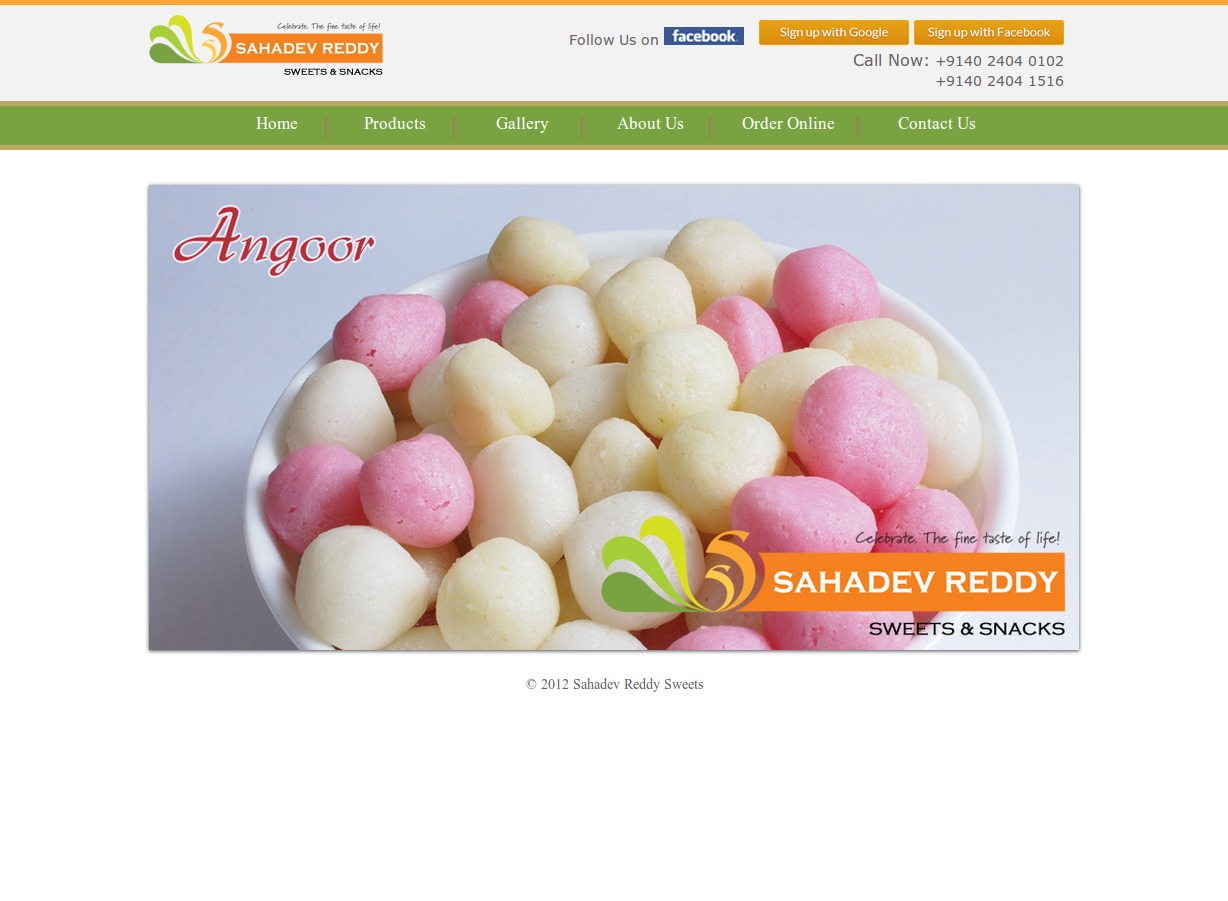 Celebrate. The fine taste of life!
SAHADEV REDDY
SWEETS & SNACKS
Follow Us on facebook.
Sign up with Google
Sign up with Facebook
Call Now: +9140 2404 0102
+9140 2404 1516
Home
Products
Gallery
About Us
Order Online
Contact Us
Angoor
Celebrate. The fine taste of life!
SAHADEV REDDY
SWEETS & SNACKS
© 2012 Sahadev Reddy Sweets